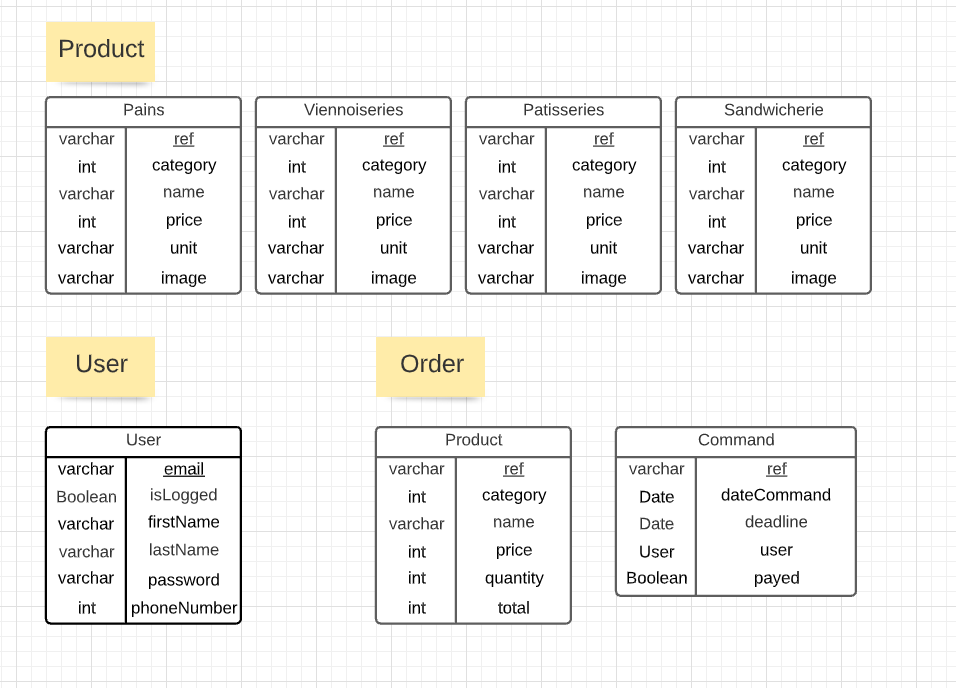 Product
Pains
varchar ref
int category
varchar name
int price
varchar unit
varchar image
Viennoiseries
varchar ref
int category
varchar name
int price
varchar unit
varchar image
Patisseries
varchar ref
int category
varchar name
int price
varchar unit
varchar image
Sandwicherie
varchar ref
int category
varchar name
int price
varchar unit
varchar image
User
User
varchar email
Boolean isLogged
varchar firstName
varchar lastName
varchar password
int phoneNumber
Order
Product
varchar ref
int category
varchar name
int price
int quantity
int total
Command
varchar ref
Date dateCommand
Date deadline
User user
Boolean payed